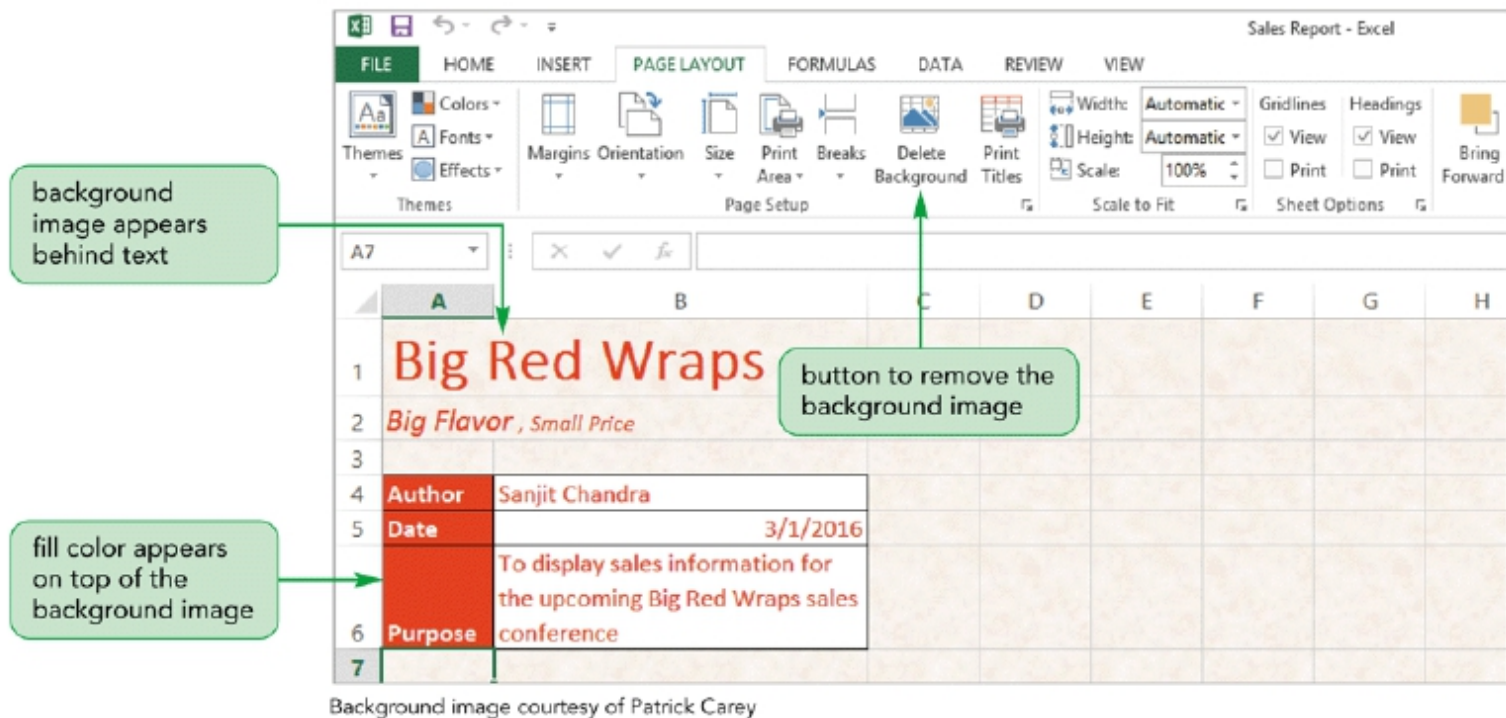 Sales Report - Excel
FILE HOME INSERT PAGE LAYOUT FORMULAS DATA REVIEW VIEW
Themes
Colors
Fonts
Effects
Themes
Margins Orientation Size Print Area Breaks Delete Background Print Titles
Page Setup
Width: Automatic
Height: Automatic
Scale: 100%
Scale to Fit
Gridlines Headings
View View
Print Print
Sheet Options
Bring Forward
background
image appears
behind text
A7
fx
A B C D E F G H
1 Big Red Wraps
button to remove the
background image
2 Big Flavor , Small Price
3
4 Author Sanjit Chandra
5 Date 3/1/2016
fill color appears
on top of the
background image
To display sales information for
the upcoming Big Red Wraps sales
6 Purpose conference
7
Background image courtesy of Patrick Carey